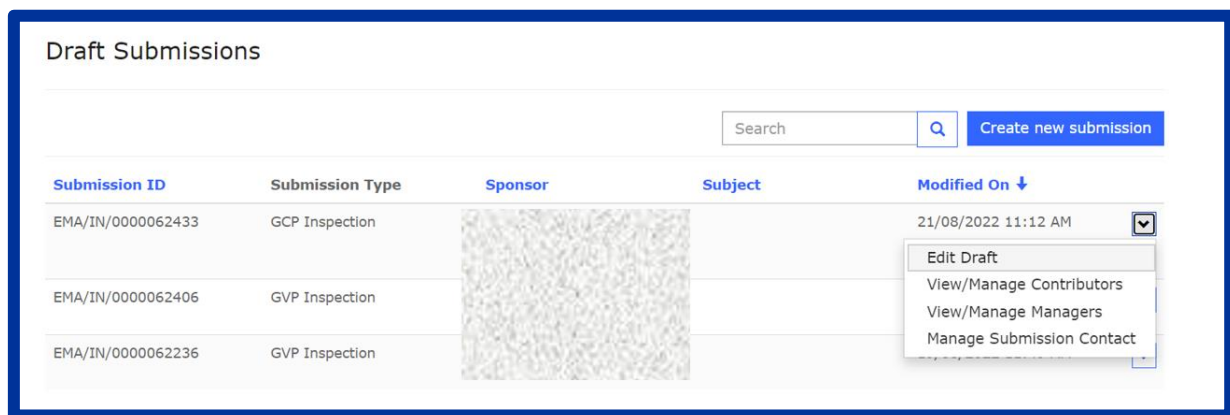 Draft Submissions
Search
Create new submission
Submission ID Submission Type Sponsor Subject Modified On
EMA/IN/0000062433 GCP Inspection 21/08/2022 11:12 AM
Edit Draft
View/Manage Contributors
EMA/IN/0000062406 GVP Inspection
View/Manage Managers
Manage Submission Contact
EMA/IN/0000062236 GVP Inspection